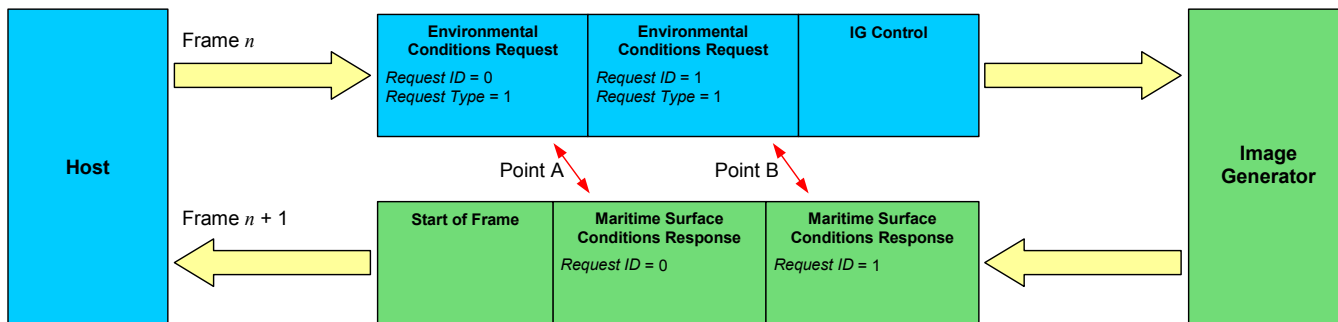 Host
Frame n
Environmental
Conditions Request
Request ID = 0
Request Type = 1
Environmental
Conditions Request
Request ID = 1
Request Type = 1
IG Control
Point A
Point B
Frame n + 1
Start of Frame
Maritime Surface
Conditions Response
Request ID = 0
Maritime Surface
Conditions Response
Request ID = 1
Image
Generator